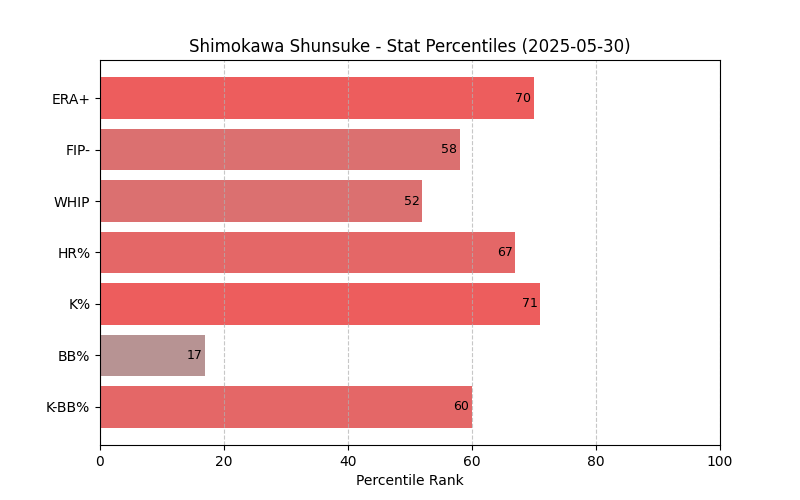 Shimokawa Shunsuke - Stat Percentiles (2025-05-30)
ERA+ 70
FIP- 58
WHIP 52
HR% 67
K% 71
BB% 17
K-BB% 60
0 20 40 60 80 100
Percentile Rank